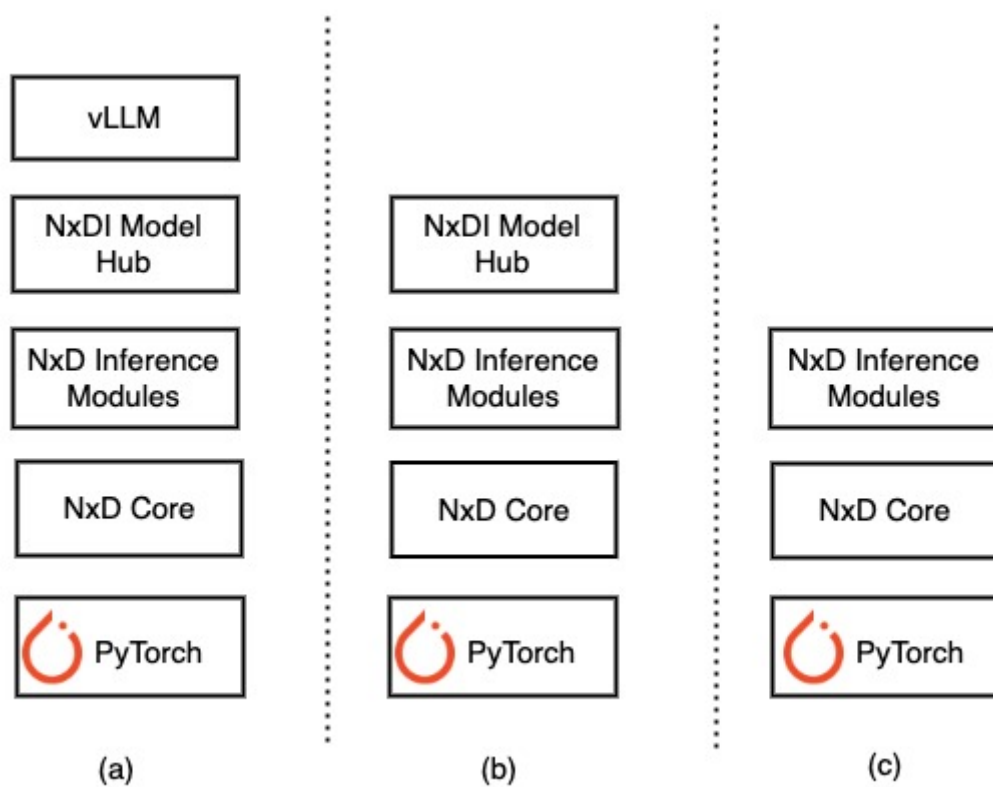 vLLM
NxDI Model
Hub
NxD Inference
Modules
NxD Core
PyTorch
(a)
NxDI Model
Hub
NxD Inference
Modules
NxD Core
PyTorch
(b)
NxD Inference
Modules
NxD Core
PyTorch
(c)